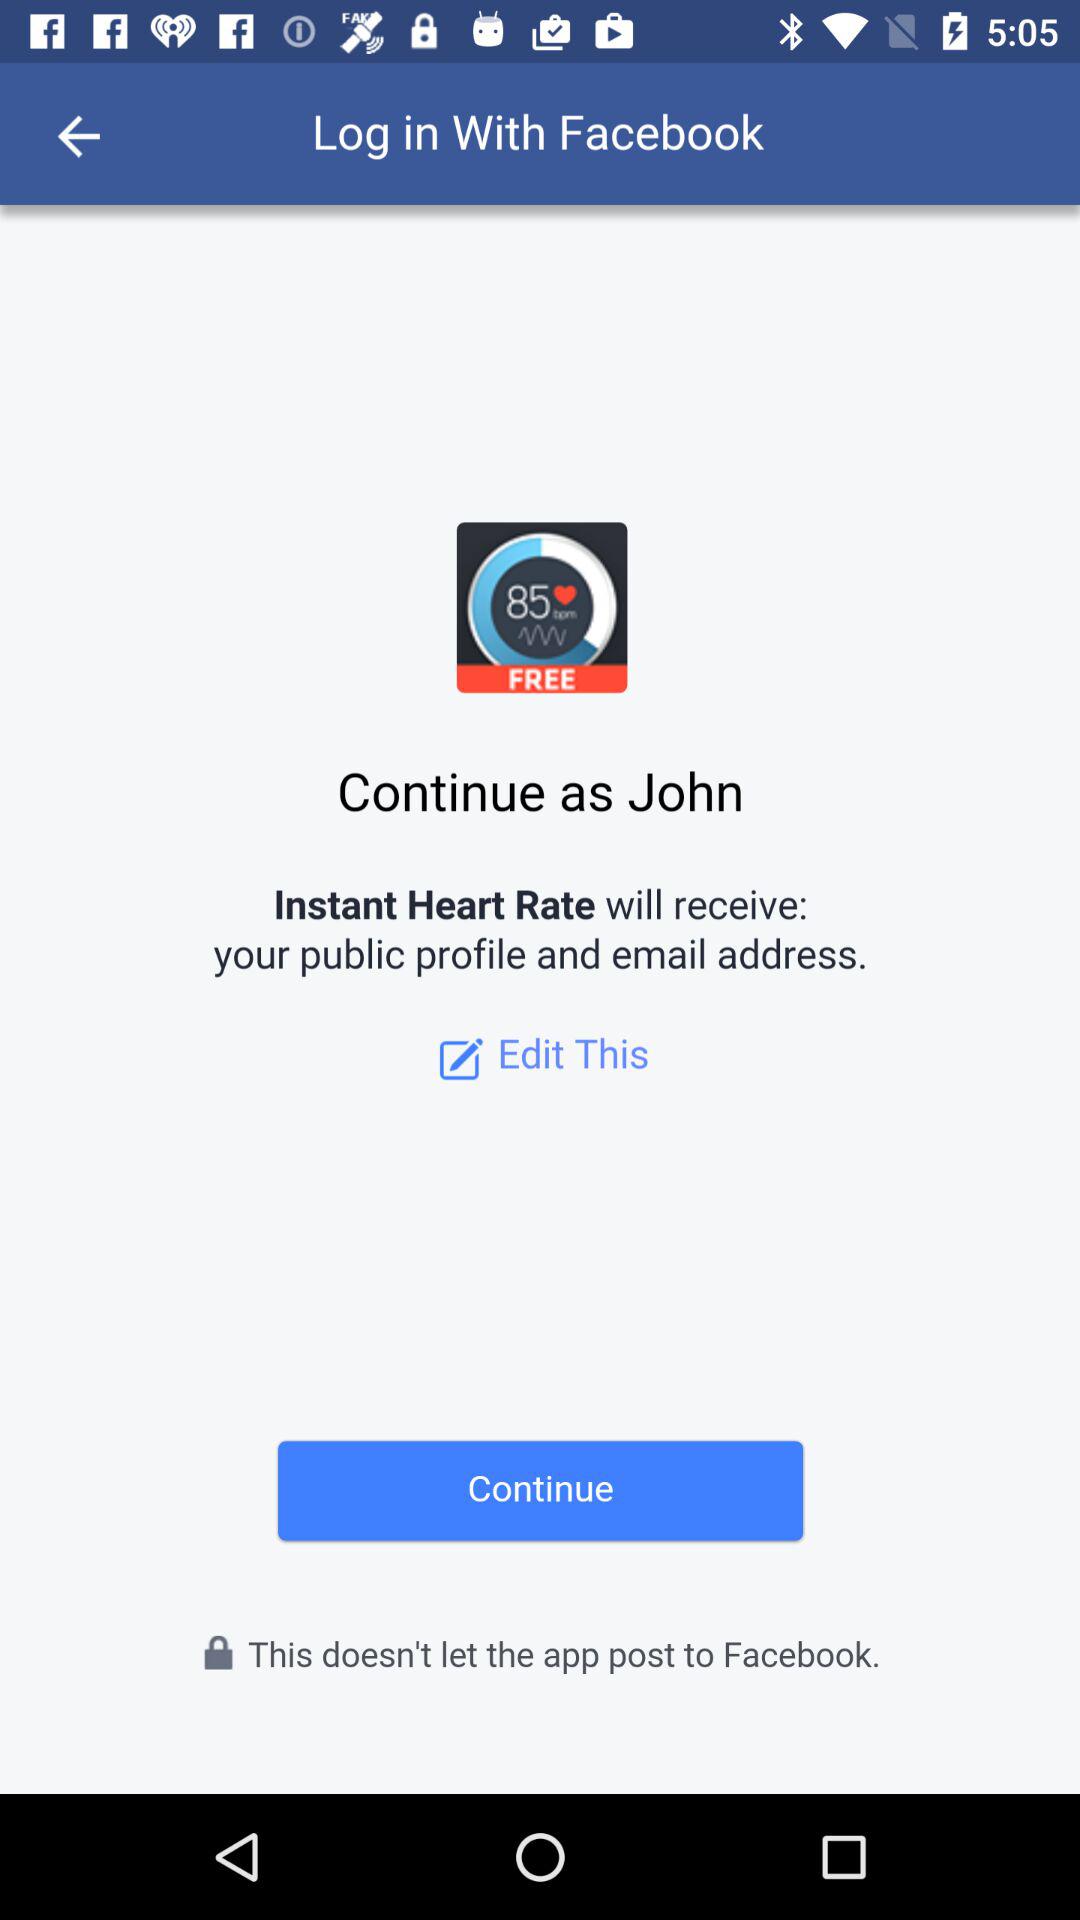 FAKE
5:05
Log in With Facebook
85
bpm
FREE
Continue as John
Instant Heart Rate will receive:
your public profile and email address.
Edit This
Continue
This doesn't let the app post to Facebook.